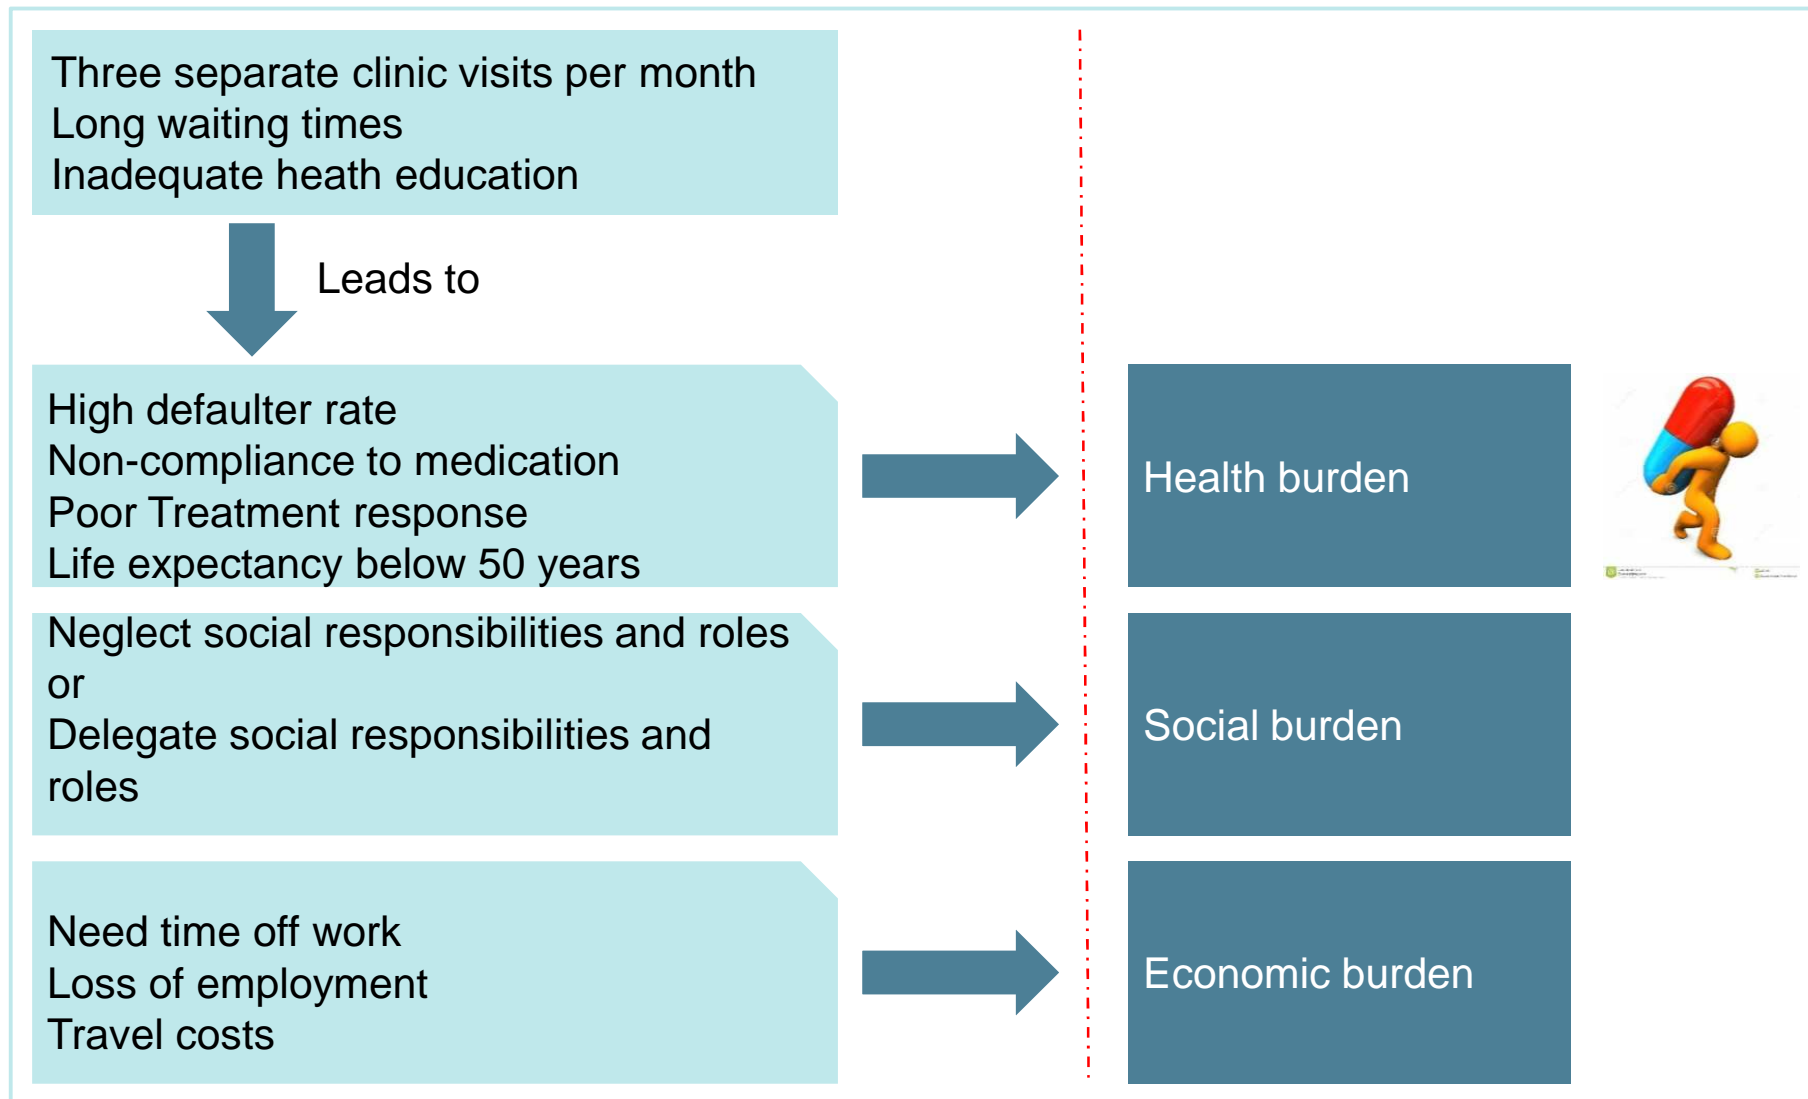 Three separate clinic visits per month
Long waiting times
Inadequate heath education
Leads to
High defaulter rate
Non-compliance to medication
Poor Treatment response
Life expectancy below 50 years
Health burden
Neglect social responsibilities and roles
or
Delegate social responsibilities and
roles
Social burden
Need time off work
Loss of employment
Travel costs
Economic burden